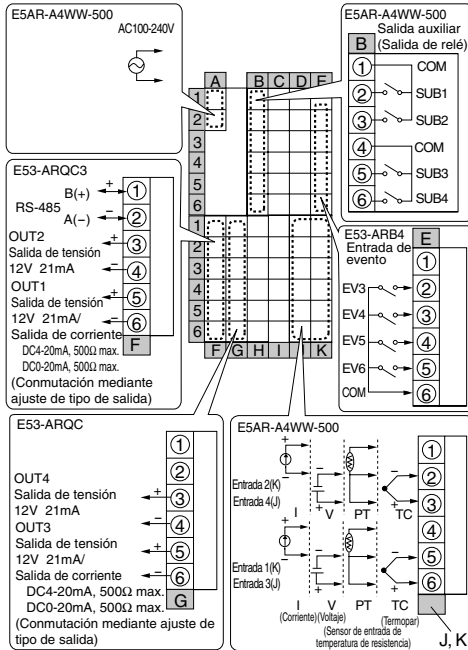 E5AR-A4WW-500
AC100-240V
E5AR-A4WW-500
Salida auxiliar
(Salida de relé)
B
1 COM
2 SUB1
3 SUB2
4 COM
5 SUB3
6 SUB4
A B C D E
1
2
3
4
5
6
1
2
3
4
5
6
F G H I J K
E53-ARQC3
B(+) + 1
RS-485
A(−) − 2
OUT2
Salida de tensión + 3
12V 21mA − 4
OUT1
Salida de tensión + 5
12V 21mA/ − 6
Salida de corriente F
DC4-20mA, 500Ω max.
DC0-20mA, 500Ω max.
(Conmutación mediante
ajuste de tipo de salida)
E53-ARB4
Entrada de
evento
E
1
EV3 2
EV4 3
EV5 4
EV6 5
COM 6
E53-ARQC
1
2
OUT4
Salida de tensión + 3
12V 21mA − 4
OUT3
Salida de tensión + 5
12V 21mA/ − 6
Salida de corriente
DC4-20mA, 500Ω max. G
DC0-20mA, 500Ω max.
(Conmutación mediante ajuste de
tipo de salida)
E5AR-A4WW-500
1
2
3
4
5
6
+ − + − +
Entrada 2(K)
Entrada 4(J)
I V PT TC
+ − + − +
Entrada 1(K)
Entrada 3(J)
I V PT TC
(Corriente) (Voltaje) (Termopar)
(Sensor de entrada de
temperatura de resistencia)
J, K